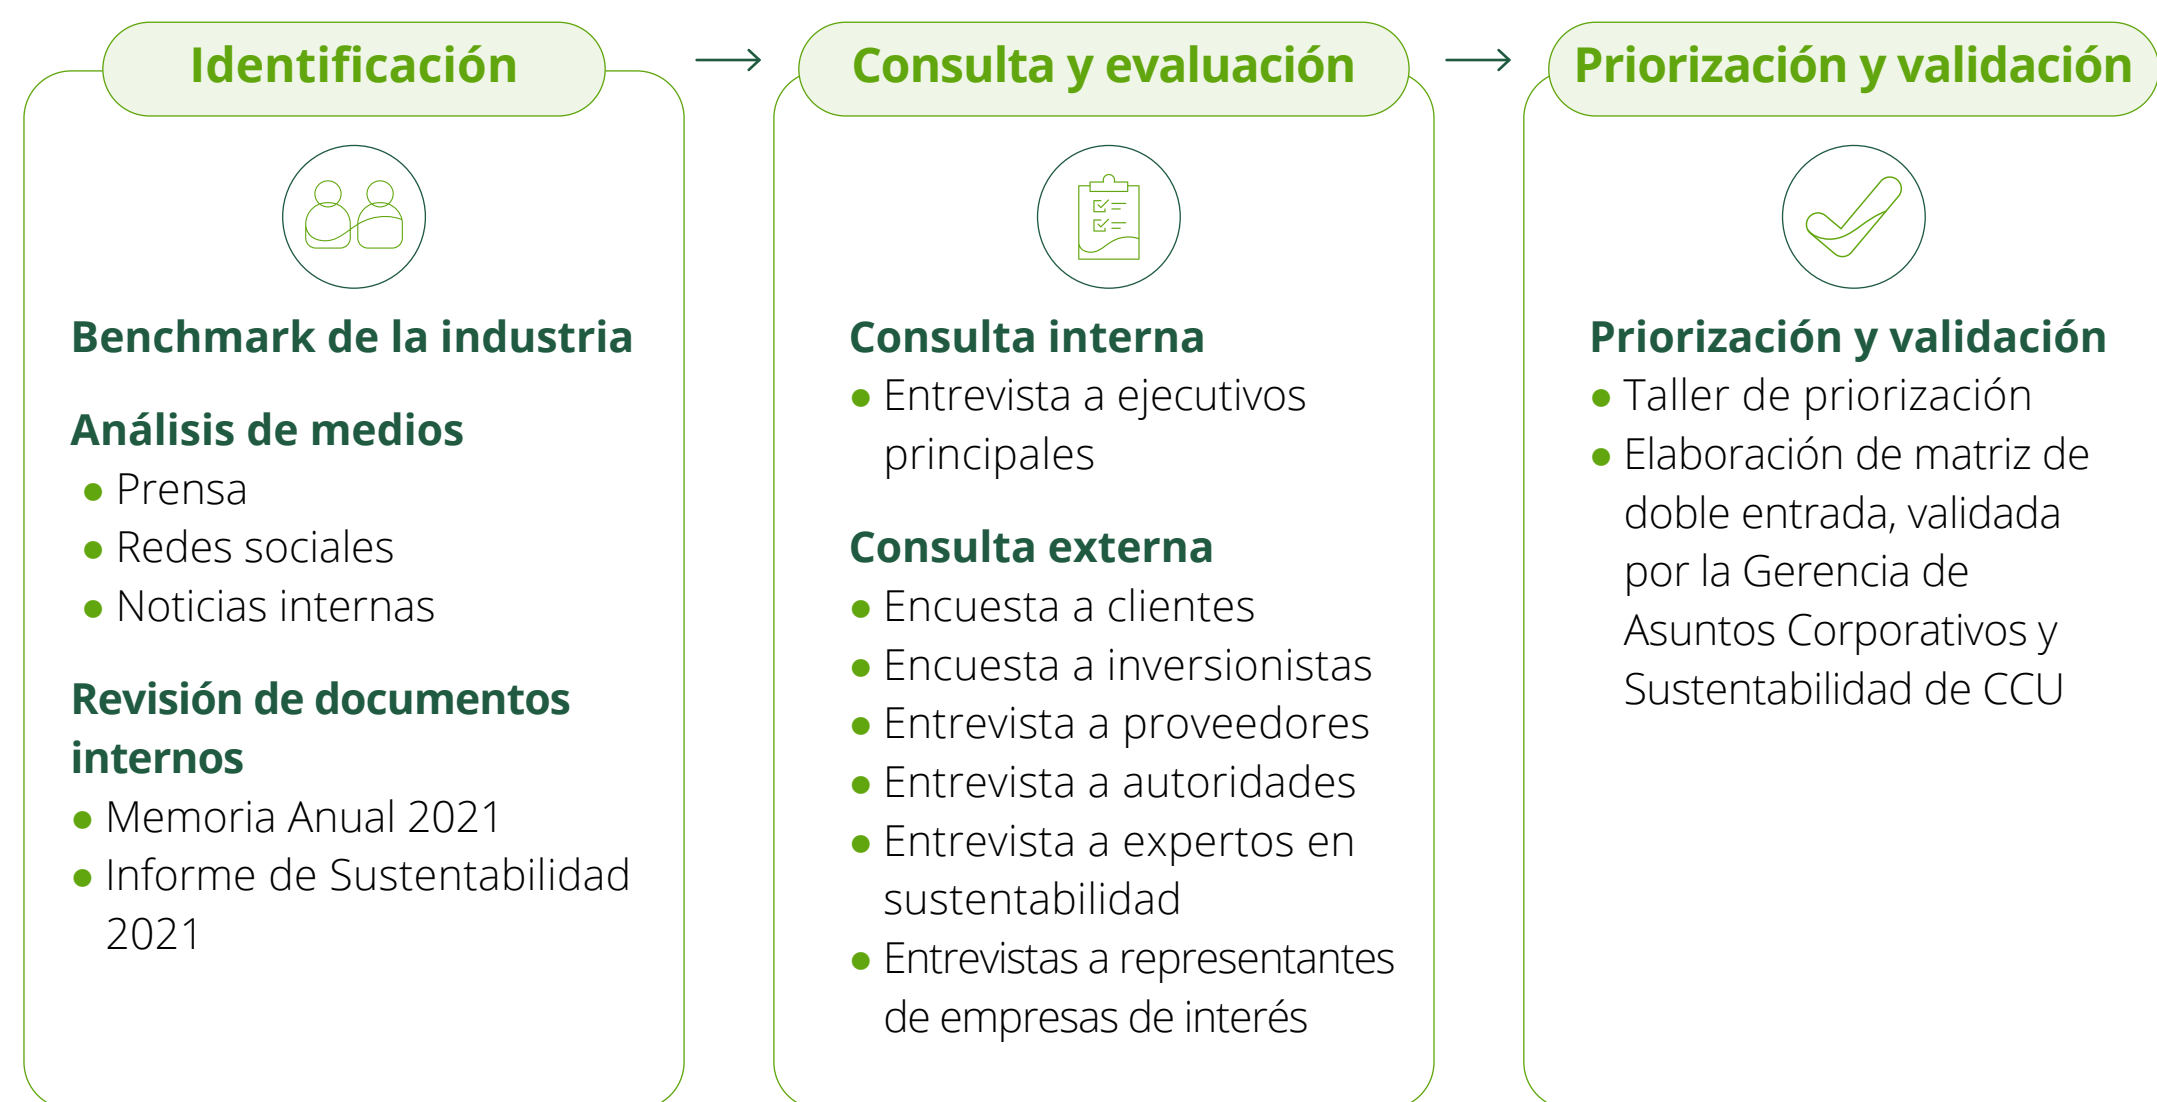 Identificación
Benchmark de la industria
Análisis de medios
● Prensa
● Redes sociales
● Noticias internas
Revisión de documentos
internos
● Memoria Anual 2021
● Informe de Sustentabilidad
2021
Consulta y evaluación
Consulta interna
● Entrevista a ejecutivos
principales
Consulta externa
● Encuesta a clientes
● Encuesta a inversionistas
● Entrevista a proveedores
● Entrevista a autoridades
● Entrevista a expertos en
sustentabilidad
● Entrevistas a representantes
de empresas de interés
Priorización y validación
Priorización y validación
● Taller de priorización
● Elaboración de matriz de
doble entrada, validada
por la Gerencia de
Asuntos Corporativos y
Sustentabilidad de CCU